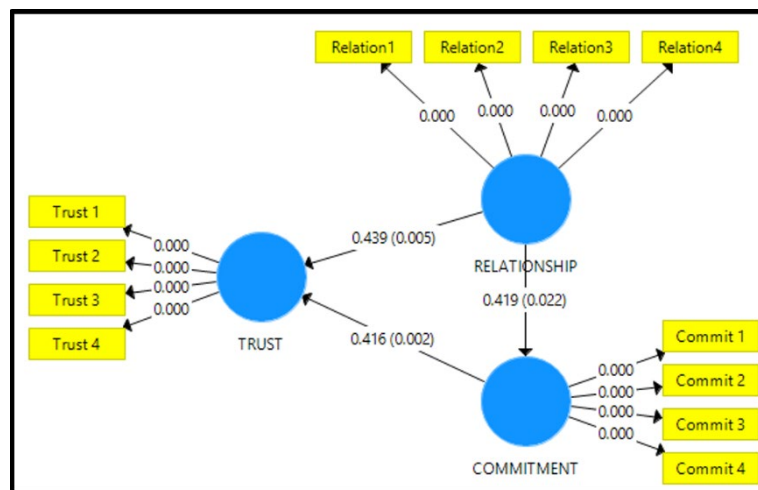 Relation1 Relation2 Relation3 Relation4
0.000 0.000 0.000 0.000
Trust 1
0.000
Trust 2
0.000
Trust 3
0.000
Trust 4
0.000
TRUST
0.439 (0.005)
RELATIONSHIP
0.419 (0.022)
0.416 (0.002)
COMMITMENT
Commit 1
0.000
Commit 2
0.000
Commit 3
0.000
Commit 4
0.000